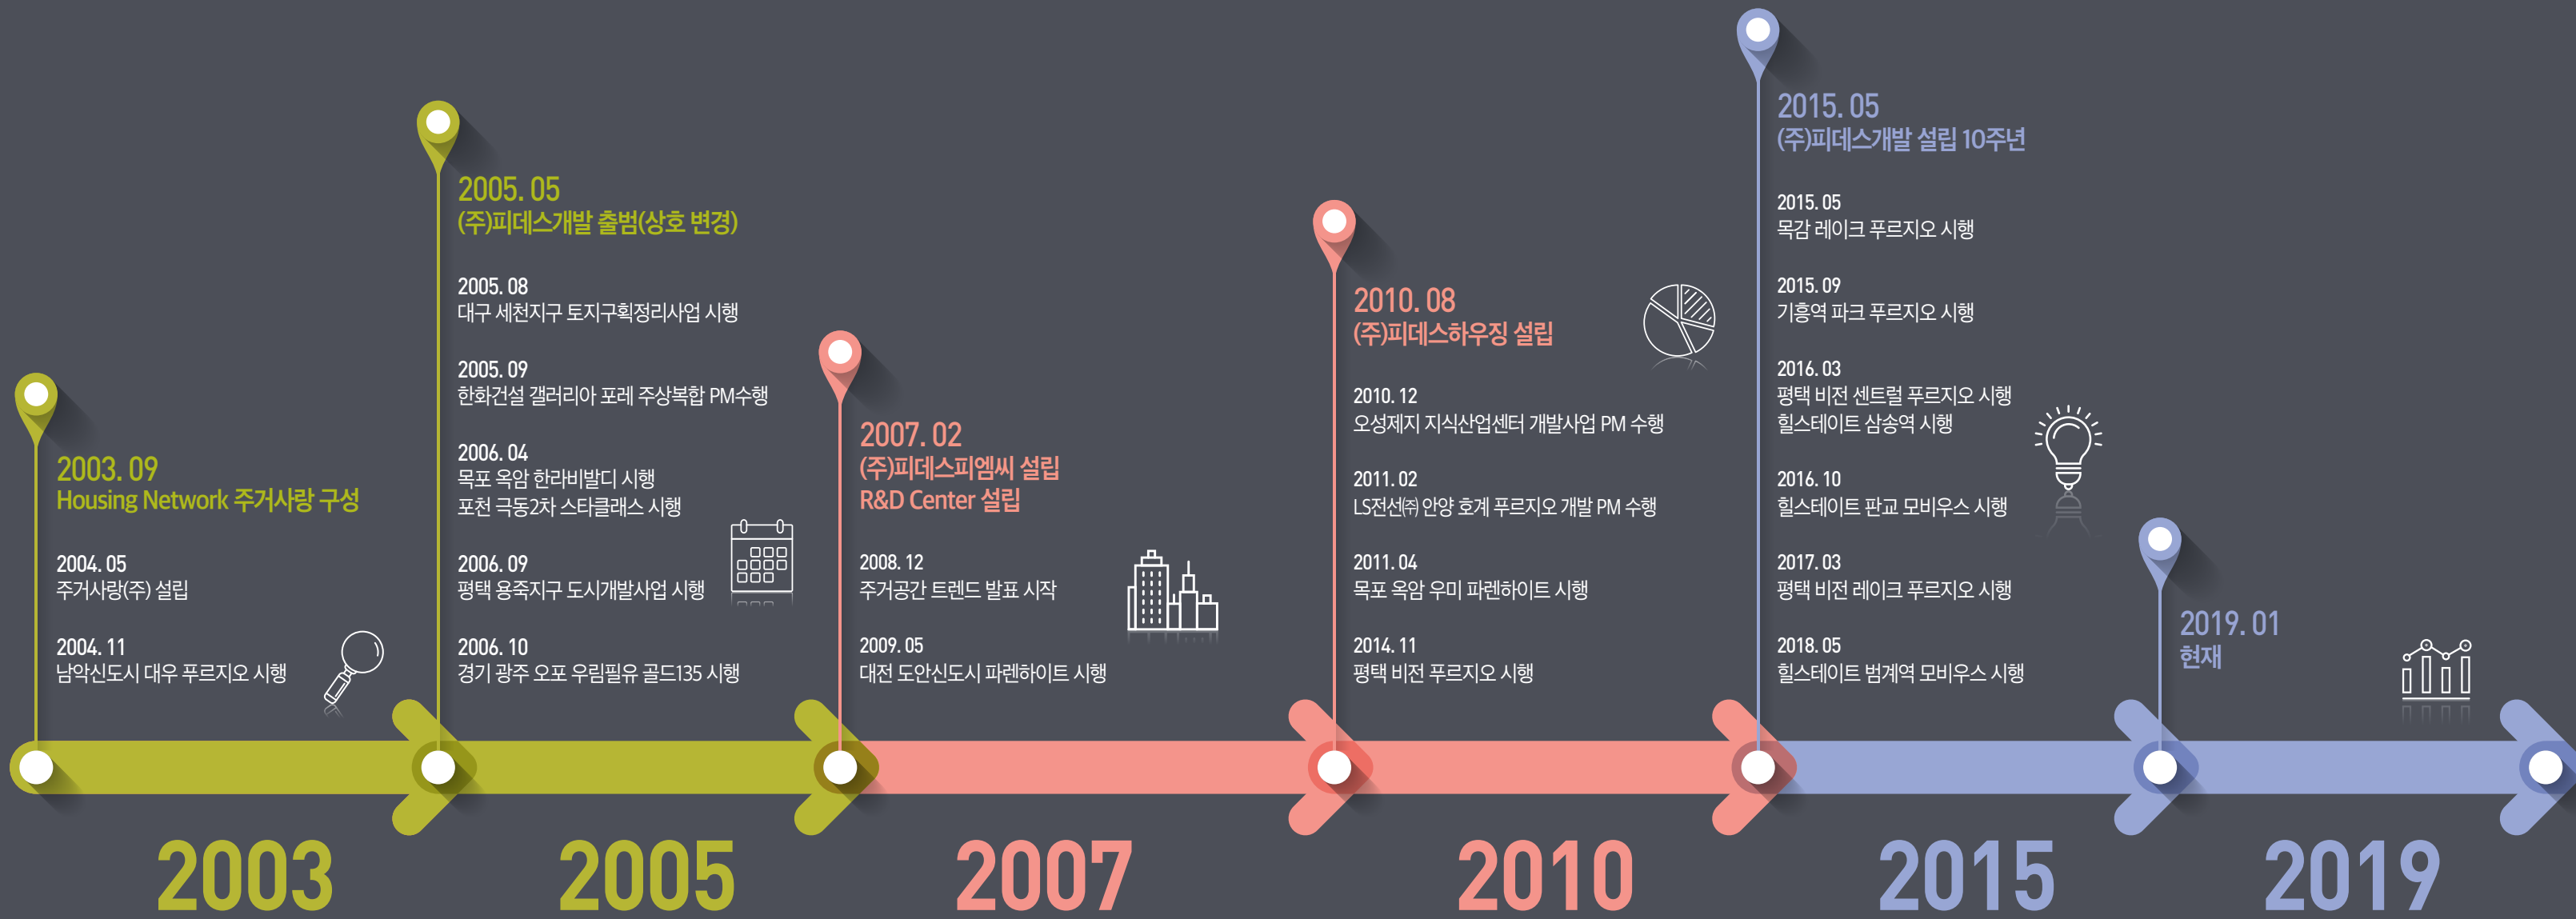 2003. 09
Housing Network 주거사랑 구성
2004. 05
주거사랑(주) 설립
2004. 11
남악신도시 대우 푸르지오 시행
2005. 05
(주)피데스개발 출범(상호 변경)
2005. 08
대구 세천지구 토지구획정리사업 시행
2005. 09
한화건설 갤러리아 포레 주상복합 PM수행
2006. 04
목포 옥암 한라비발디 시행
포천 극동2차 스타클래스 시행
2006. 09
평택 용죽지구 도시개발사업 시행
2006. 10
경기 광주 오포 우림필유 골드135 시행
2007. 02
(주)피데스피엠씨 설립
R&D Center 설립
2008. 12
주거공간 트렌드 발표 시작
2009. 05
대전 도안신도시 파렌하이트 시행
2010. 08
(주)피데스하우징 설립
2010. 12
오성제지 지식산업센터 개발사업 PM 수행
2011. 02
LS전선㈜ 안양 호계 푸르지오 개발 PM 수행
2011. 04
목포 옥암 우미 파렌하이트 시행
2014. 11
평택 비전 푸르지오 시행
2015. 05
(주)피데스개발 설립 10주년
2015. 05
목감 레이크 푸르지오 시행
2015. 09
기흥역 파크 푸르지오 시행
2016. 03
평택 비전 센트럴 푸르지오 시행
힐스테이트 삼송역 시행
2016. 10
힐스테이트 판교 모비우스 시행
2017. 03
평택 비전 레이크 푸르지오 시행
2018. 05
힐스테이트 범계역 모비우스 시행
2019. 01
현재
2003
2005
2007
2010
2015
2019